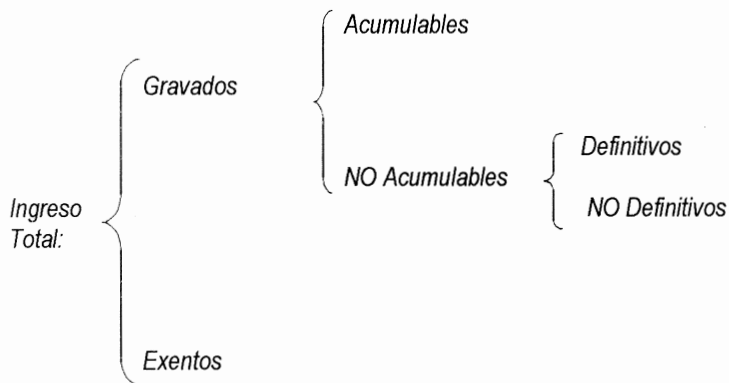 Ingreso
Total:
Gravados
Acumulables
NO Acumulables
Definitivos
NO Definitivos
Exentos